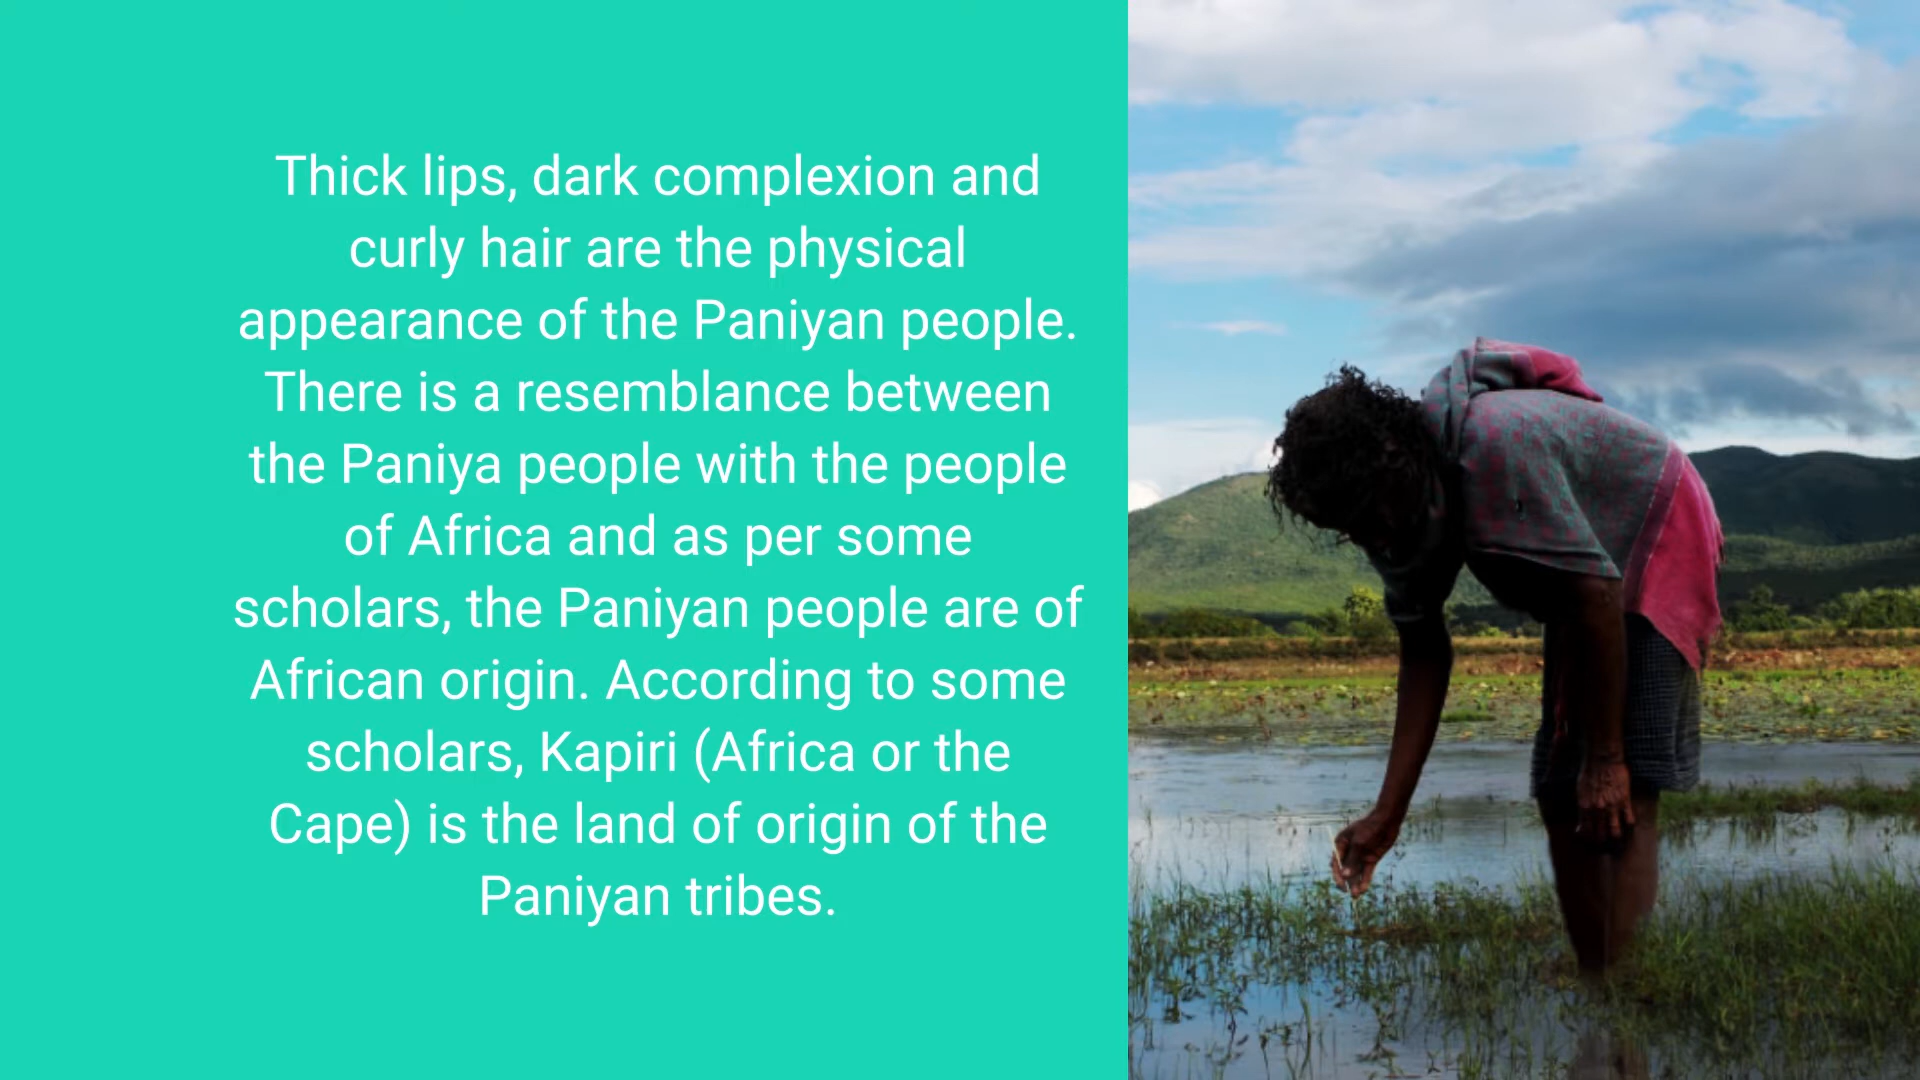 Thick lips, dark complexion and
curly hair are the physical
appearance of the Paniyan people.
There is a resemblance between
the Paniya people with the people
of Africa and as per some
scholars, the Paniyan people are of
African origin. According to some
scholars, Kapiri (Africa or the
Cape) is the land of origin of the
Paniyan tribes.